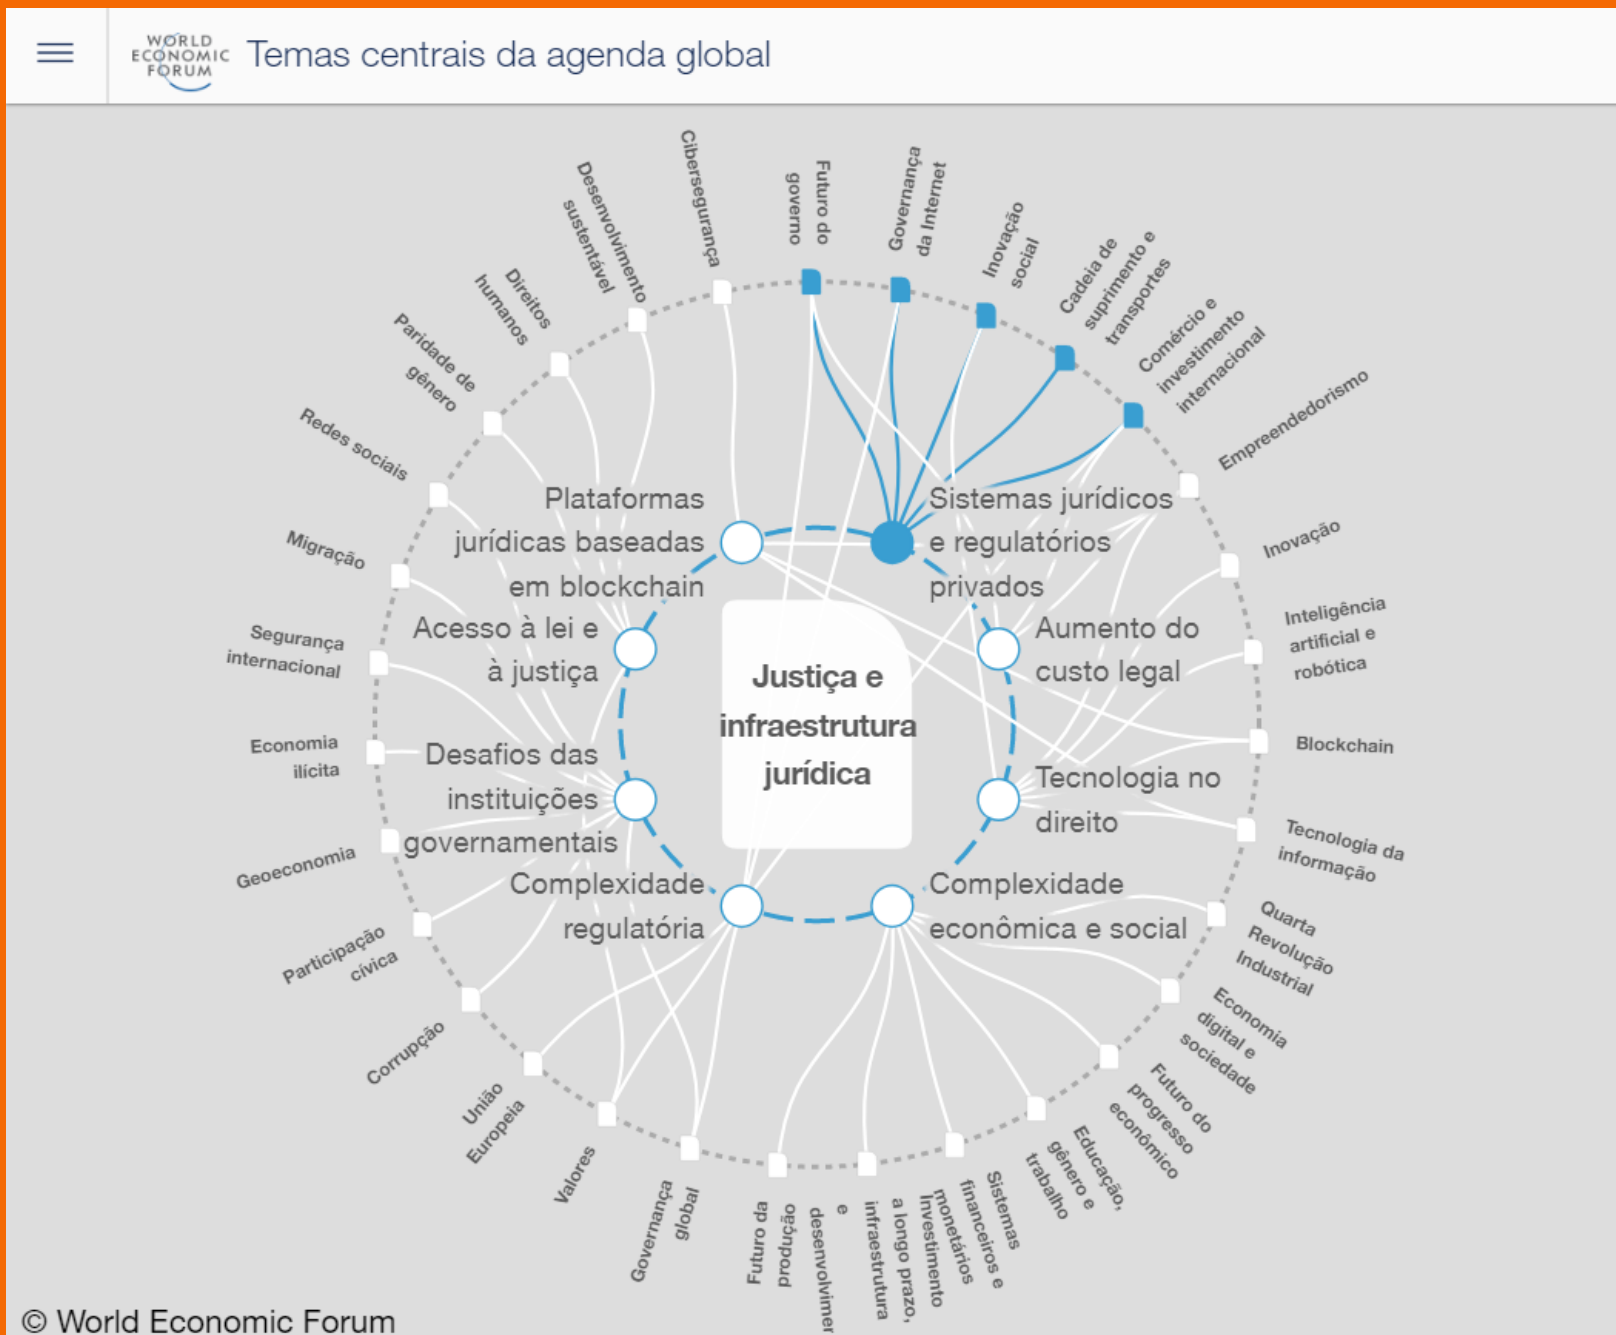 WORLD
ECONOMIC
FORUM
Temas centrais da agenda global
Cibersegurança
Futuro do
governo
Governança
da Internet
Inovação
social
Cadeia de
suprimento e
transportes
Comércio e
investimento
internacional
Empreendedorismo
Inovação
Inteligência
artificial e
robótica
Blockchain
Tecnologia da
informação
Quarta
Revolução
Industrial
Economia
digital e
sociedade
Futuro do
progresso
econômico
Educação,
gênero e
trabalho
Sistemas
financeiros e
monetários
Investimento
a longo prazo,
infraestrutura
e
desenvolvimen
Futuro da
produção
Governança
global
Valores
União
Europeia
Corrupção
Participação
cívica
Geoeconomia
Economia
ilícita
Segurança
internacional
Migração
Redes sociais
Paridade de
gênero
Direitos
humanos
Desenvolvimento
sustentável
Plataformas
jurídicas baseadas
em blockchain
Sistemas jurídicos
e regulatórios
privados
Acesso à lei e
à justiça
Aumento do
custo legal
Justiça e
infraestrutura
jurídica
Desafios das
instituições
governamentais
Tecnologia no
direito
Complexidade
regulatória
Complexidade
econômica e social
© World Economic Forum